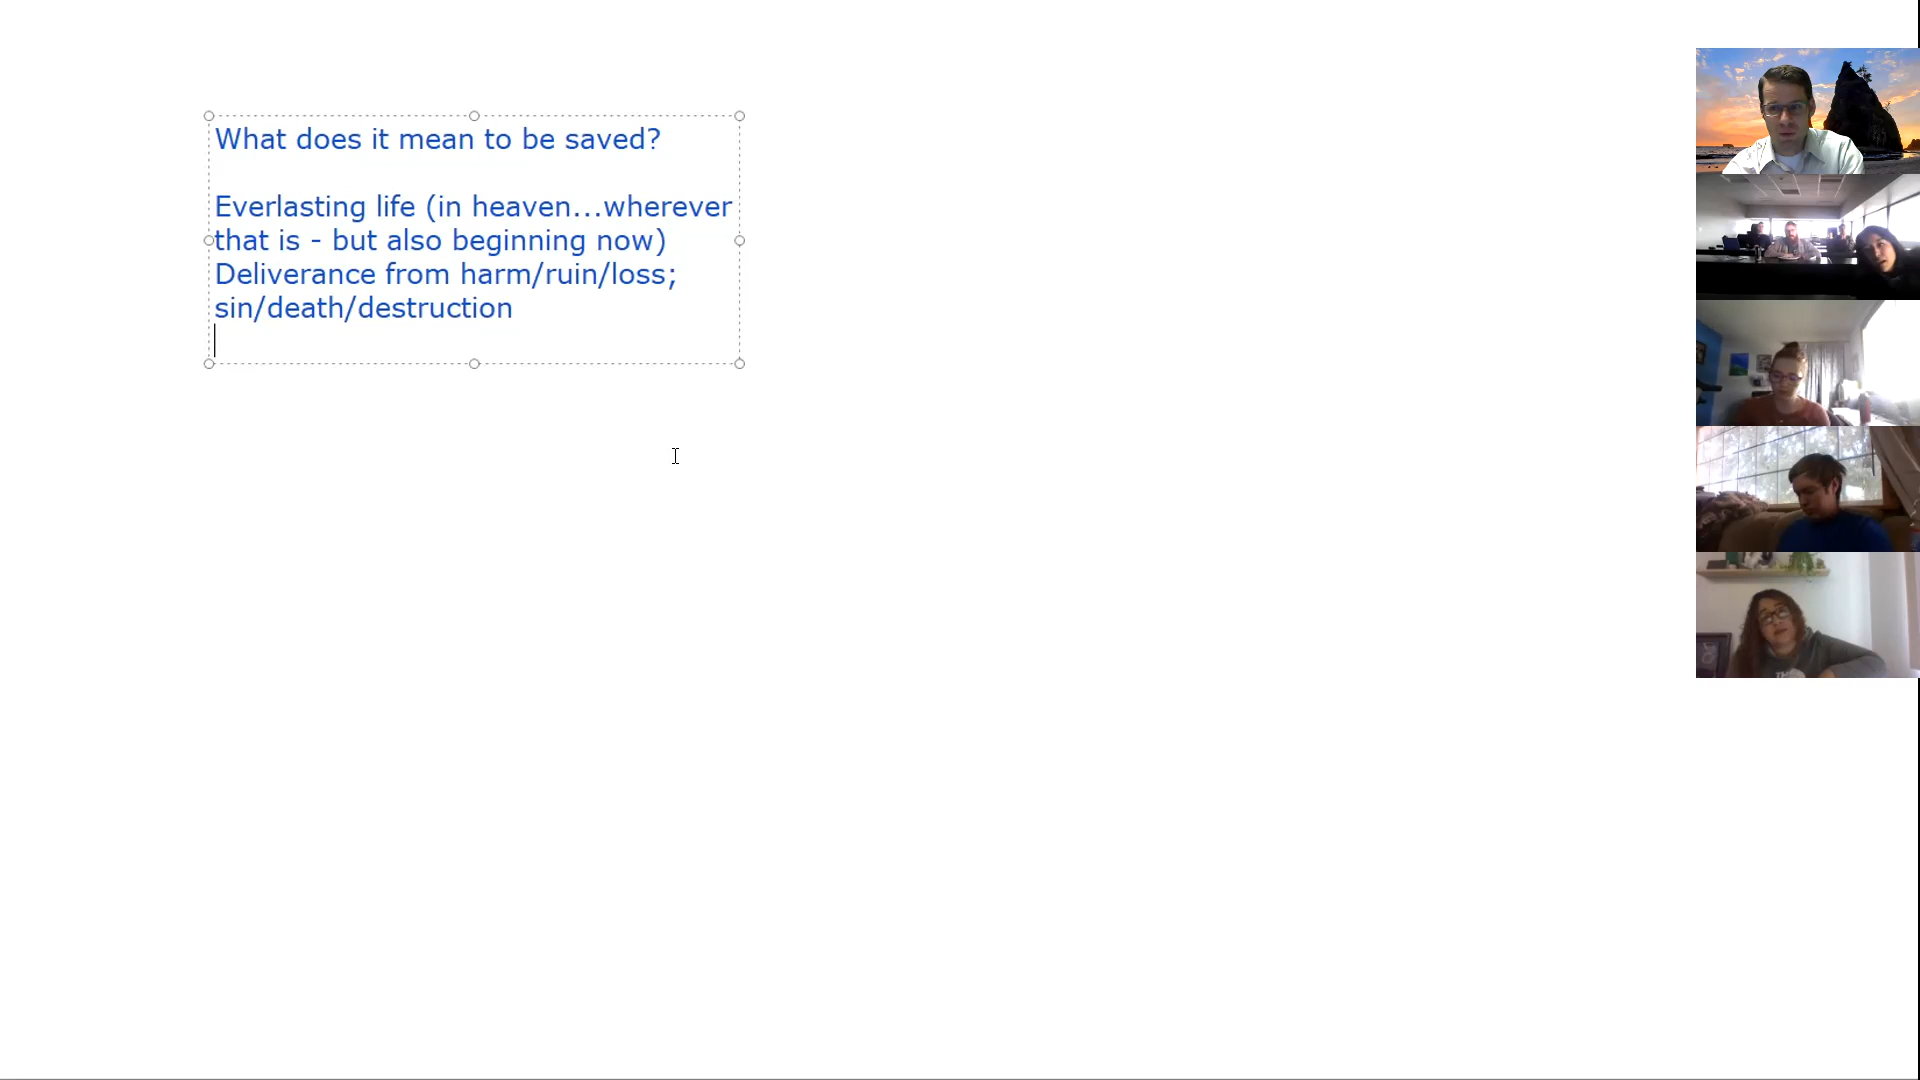 What does it mean to be saved?
Everlasting life (in heaven...wherever
that is - but also beginning now)
Deliverance from harm/ruin/loss;
sin/death/destruction